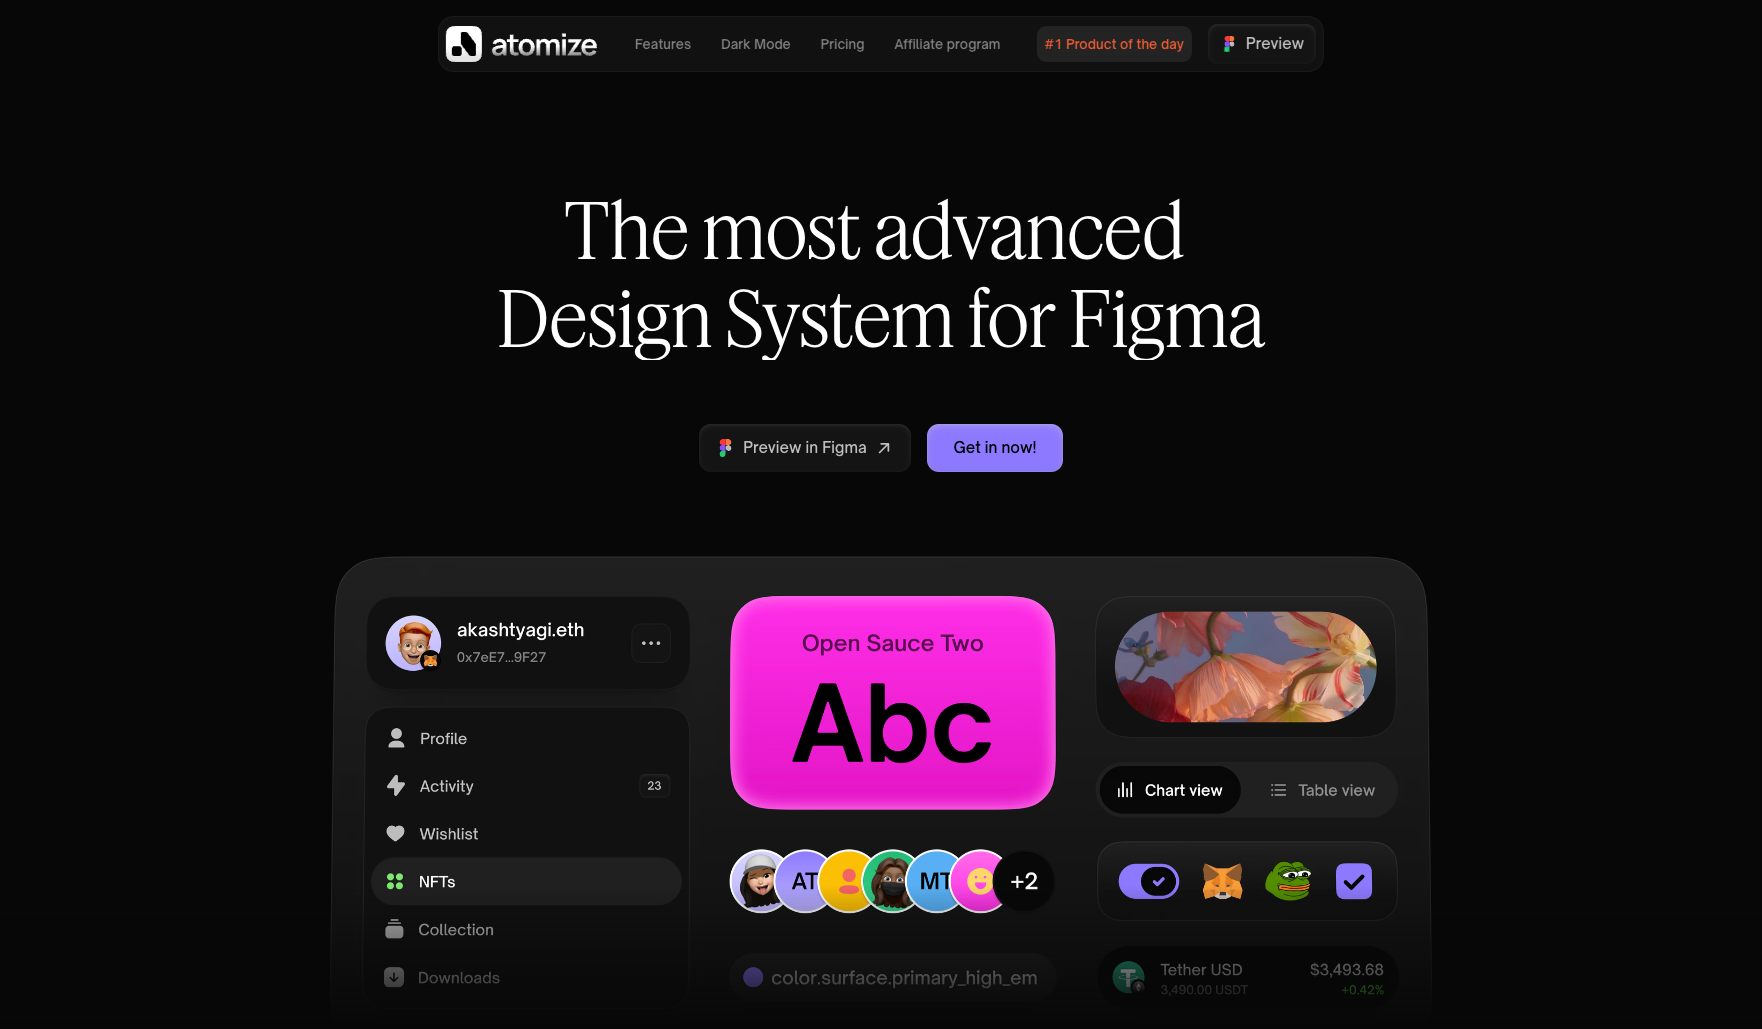 atomize
Features
Dark Mode
Pricing
Affiliate program
#1 Product of the day
Preview
The most advanced
Design System for Figma
Preview in Figma
Get in now!
akashtyagi.eth
0x7eE7...9F27
Profile
Activity
23
Wishlist
NFTs
Collection
Downloads
Open Sauce Two
Abc
AT
MT
+2
color.surface.primary_high_em
Chart view
Table view
Tether USD
$3,493.68
3,490.00 USDT
+0.42%